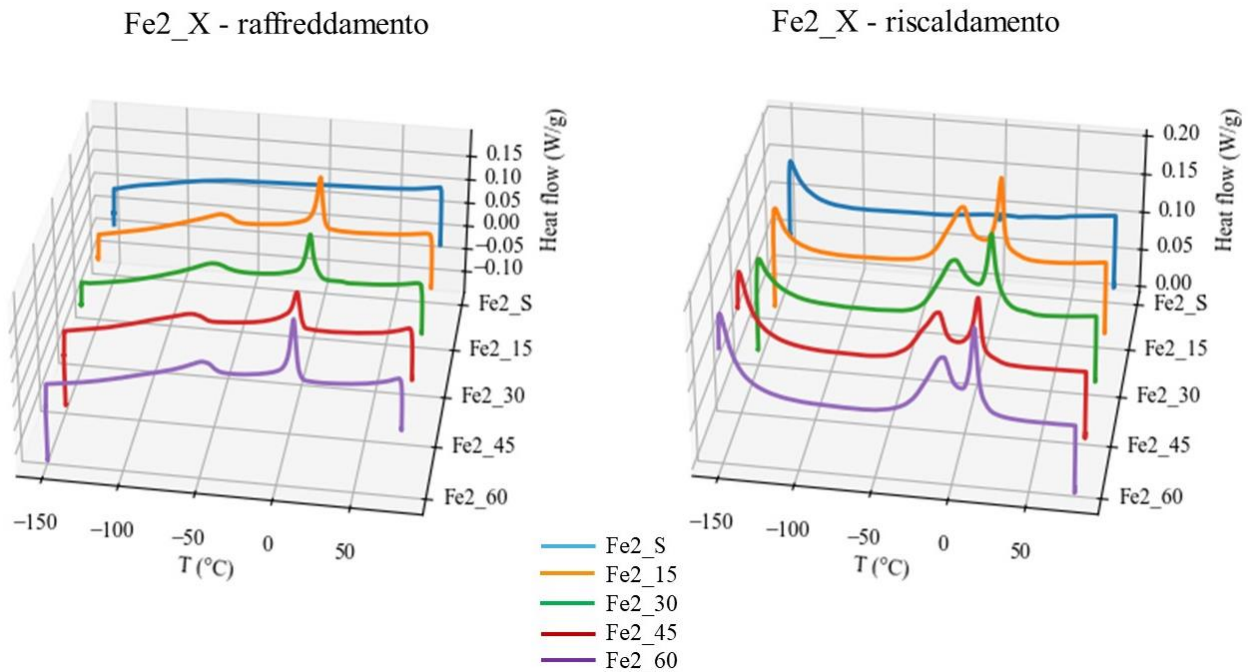 Fe2_X - raffreddamento
Fe2_X - riscaldamento
Heat flow (W/g)
0.15
0.10
0.05
0.00
−0.05
−0.10
Fe2_S
Fe2_15
Fe2_30
Fe2_45
Fe2_60
−150
−100
−50
0
50
T (°C)
Heat flow (W/g)
0.20
0.15
0.10
0.05
0.00
Fe2_S
Fe2_15
Fe2_30
Fe2_45
Fe2_60
−150
−100
−50
0
50
T (°C)
Fe2_S
Fe2_15
Fe2_30
Fe2_45
Fe2_60